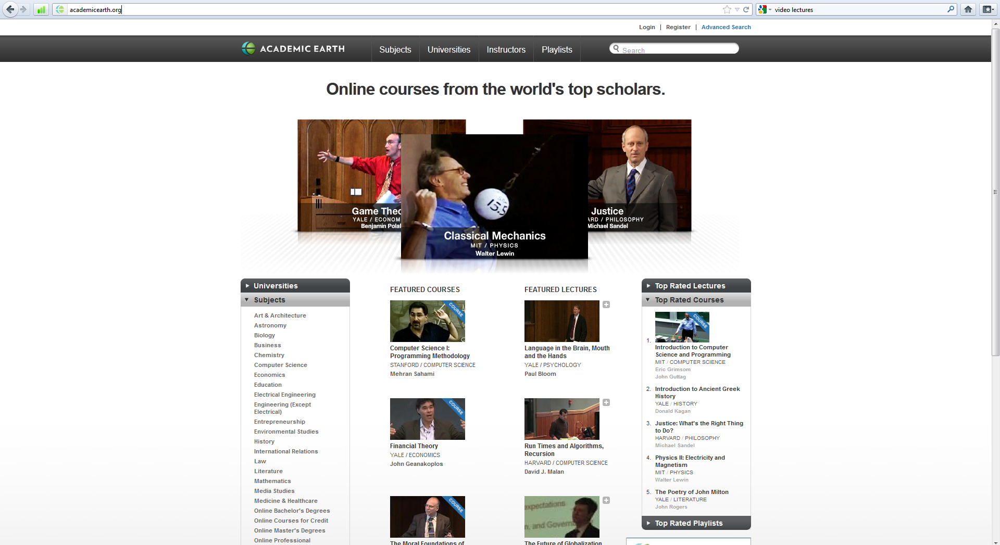 academicearth.org
video lectures
Login | Register | Advanced Search
ACADEMIC EARTH
Subjects
Universities
Instructors
Playlists
Search
Online courses from the world's top scholars.
Game Theo
YALE / ECONOM
Benjamin Polal
15.5
Classical Mechanics
MIT / PHYSICS
Walter Lewin
Justice
ARD / PHILOSOPHY
Michael Sandel
Universities
Subjects
Art & Architecture
Astronomy
Biology
Business
Chemistry
Computer Science
Economics
Education
Electrical Engineering
Engineering (Except
Electrical)
Entrepreneurship
Environmental Studies
History
International Relations
Law
Literature
Mathematics
Media Studies
Medicine & Healthcare
Online Bachelor's Degrees
Online Courses for Credit
Online Master's Degrees
Online Professional
FEATURED COURSES
COURSE
Computer Science I:
Programming Methodology
STANFORD / COMPUTER SCIENCE
Mehran Sahami
COURSE
Financial Theory
YALE / ECONOMICS
John Geanakoplos
COURSE
The Moral Foundations of
FEATURED LECTURES
Language in the Brain, Mouth
and the Hands
YALE / PSYCHOLOGY
Paul Bloom
Run Times and Algorithms,
Recursion
HARVARD / COMPUTER SCIENCE
David J. Malan
expectations
n, and Governm
The Future of Globalization
Top Rated Lectures
Top Rated Courses
COURSE
1. Introduction to Computer
Science and Programming
MIT / COMPUTER SCIENCE
Eric Grimsom
John Guttag
2. Introduction to Ancient Greek
History
YALE / HISTORY
Donald Kagan
3. Justice: What's the Right Thing
to Do?
HARVARD / PHILOSOPHY
Michael Sandel
4. Physics II: Electricity and
Magnetism
MIT / PHYSICS
Walter Lewin
5. The Poetry of John Milton
YALE / LITERATURE
John Rogers
Top Rated Playlists